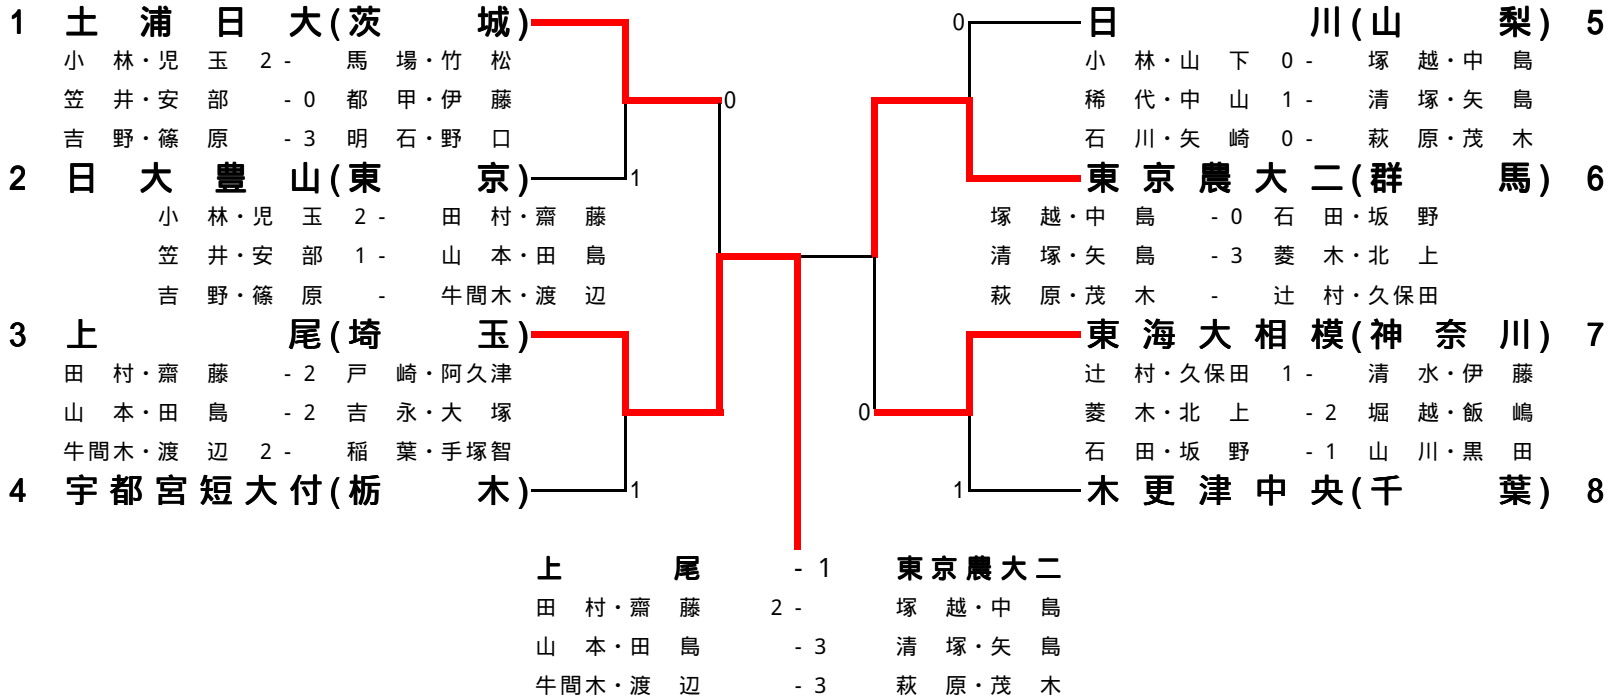 1 土浦日大(茨城)
小林・児玉 2 - 馬場・竹松
笠井・安部 - 0 都甲・伊藤
吉野・篠原 - 3 明石・野口
2 日大豊山(東京)
小林・児玉 2 - 田村・齋藤
笠井・安部 1 - 山本・田島
吉野・篠原 - 牛間木・渡辺
3 上尾(埼玉)
田村・齋藤 - 2 戸崎・阿久津
山本・田島 - 2 吉永・大塚
牛間木・渡辺 2 - 稲葉・手塚智
4 宇都宮短大付(栃木)
0
1
1
0
0
1
日川(山梨) 5
小林・山下 0 - 塚越・中島
稀代・中山 1 - 清塚・矢島
石川・矢崎 0 - 萩原・茂木
東京農大二(群馬) 6
塚越・中島 - 0 石田・坂野
清塚・矢島 - 3 菱木・北上
萩原・茂木 - 辻村・久保田
東海大相模(神奈川) 7
辻村・久保田 1 - 清水・伊藤
菱木・北上 - 2 堀越・飯嶋
石田・坂野 - 1 山川・黒田
木更津中央(千葉) 8
上尾 - 1 東京農大二
田村・齋藤 2 - 塚越・中島
山本・田島 - 3 清塚・矢島
牛間木・渡辺 - 3 萩原・茂木